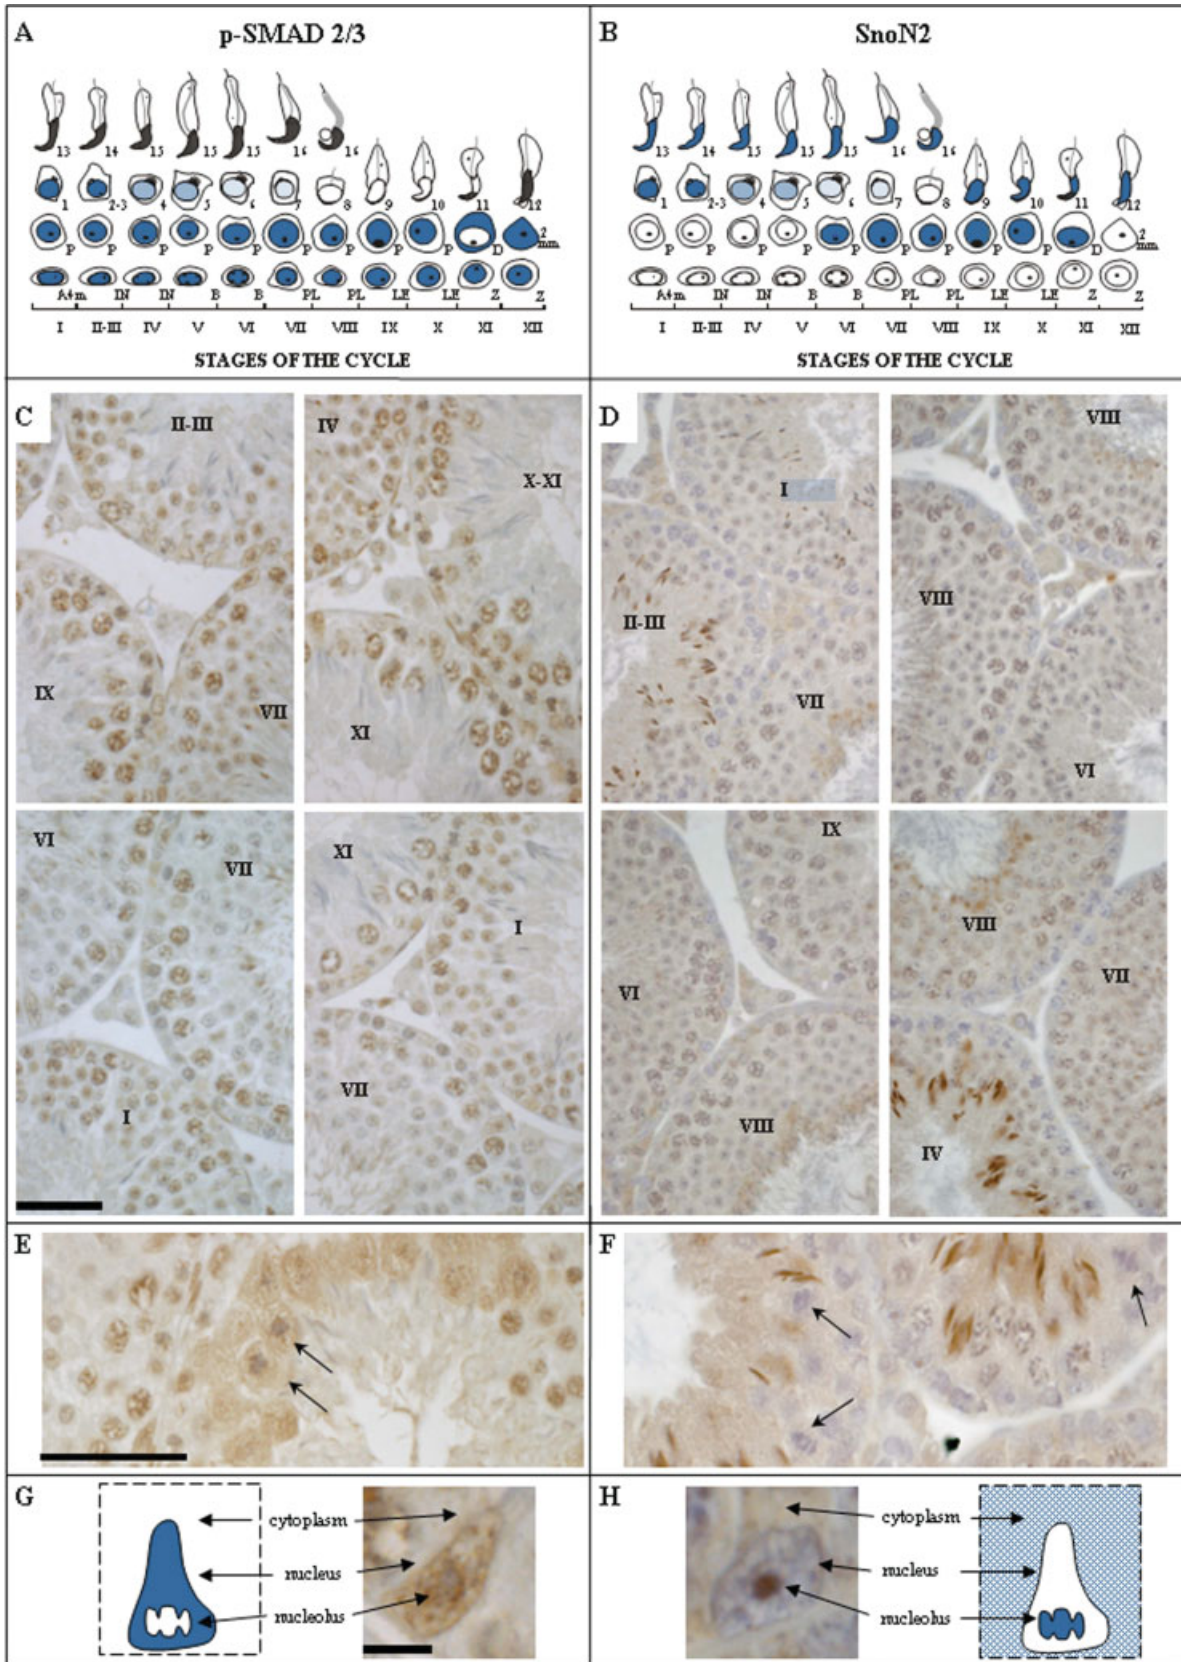 A
p-SMAD 2/3
13 14 15 15 15 16 16
1 2-3 4 5 6 7 8 9 10 11 12
P P P P P P P P P D 2°
mm
A4m IN IN B B PL PL LE LE Z Z
I II-III IV V VI VII VIII IX X XI XII
STAGES OF THE CYCLE
B
SnoN2
13 14 15 15 15 16 16
1 2-3 4 5 6 7 8 9 10 11 12
P P P P P P P P P D 2°
mm
A4m IN IN B B PL PL LE LE Z Z
I II-III IV V VI VII VIII IX X XI XII
STAGES OF THE CYCLE
C
II-III
IX
VII
IV
X-XI
XI
VI
VII
I
XI
I
VII
D
I
II-III
VII
VIII
VIII
VI
IX
VI
VIII
VIII
VII
IV
E
F
G
cytoplasm
nucleus
nucleolus
H
cytoplasm
nucleus
nucleolus